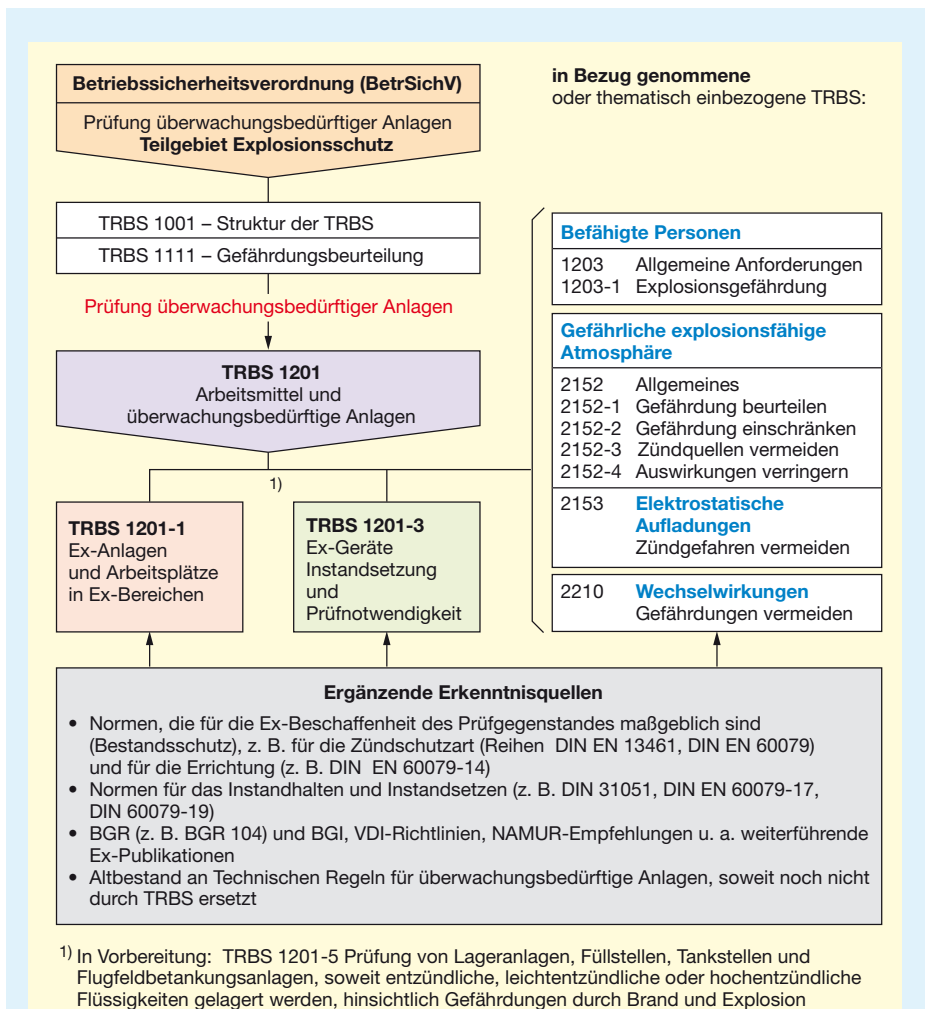 Betriebssicherheitsverordnung (BetrSichV)
Prüfung überwachungsbedürftiger Anlagen
Teilgebiet Explosionsschutz
in Bezug genommene
oder thematisch einbezogene TRBS:
TRBS 1001 – Struktur der TRBS
TRBS 1111 – Gefährdungsbeurteilung
Prüfung überwachungsbedürftiger Anlagen
TRBS 1201
Arbeitsmittel und
überwachungsbedürftige Anlagen
1)
TRBS 1201-1
Ex-Anlagen
und Arbeitsplätze
in Ex-Bereichen
TRBS 1201-3
Ex-Geräte
Instandsetzung
und
Prüfnotwendigkeit
Befähigte Personen
1203 Allgemeine Anforderungen
1203-1 Explosionsgefährdung
Gefährliche explosionsfähige
Atmosphäre
2152 Allgemeines
2152-1 Gefährdung beurteilen
2152-2 Gefährdung einschränken
2152-3 Zündquellen vermeiden
2152-4 Auswirkungen verringern
2153 Elektrostatische
Aufladungen
Zündgefahren vermeiden
2210 Wechselwirkungen
Gefährdungen vermeiden
Ergänzende Erkenntnisquellen
• Normen, die für die Ex-Beschaffenheit des Prüfgegenstandes maßgeblich sind
(Bestandsschutz), z. B. für die Zündschutzart (Reihen DIN EN 13461, DIN EN 60079)
und für die Errichtung (z. B. DIN EN 60079-14)
• Normen für das Instandhalten und Instandsetzen (z. B. DIN 31051, DIN EN 60079-17,
DIN 60079-19)
• BGR (z. B. BGR 104) und BGI, VDI-Richtlinien, NAMUR-Empfehlungen u. a. weiterführende
Ex-Publikationen
• Altbestand an Technischen Regeln für überwachungsbedürftige Anlagen, soweit noch nicht
durch TRBS ersetzt
1) In Vorbereitung: TRBS 1201-5 Prüfung von Lageranlagen, Füllstellen, Tankstellen und
Flugfeldbetankungsanlagen, soweit entzündliche, leichtentzündliche oder hochentzündliche
Flüssigkeiten gelagert werden, hinsichtlich Gefährdungen durch Brand und Explosion